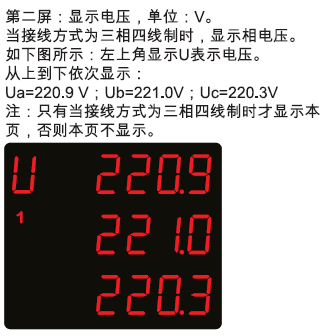 第二屏：显示电压，单位：V。
当接线方式为三相四线制时，显示相电压。
如下图所示：左上角显示U表示电压。
从上到下依次显示：
Ua=220.9 V；Ub=221.0V；Uc=220.3V
注：只有当接线方式为三相四线制时才显示本
页，否则本页不显示。
U 220.9
1 221.0
220.3